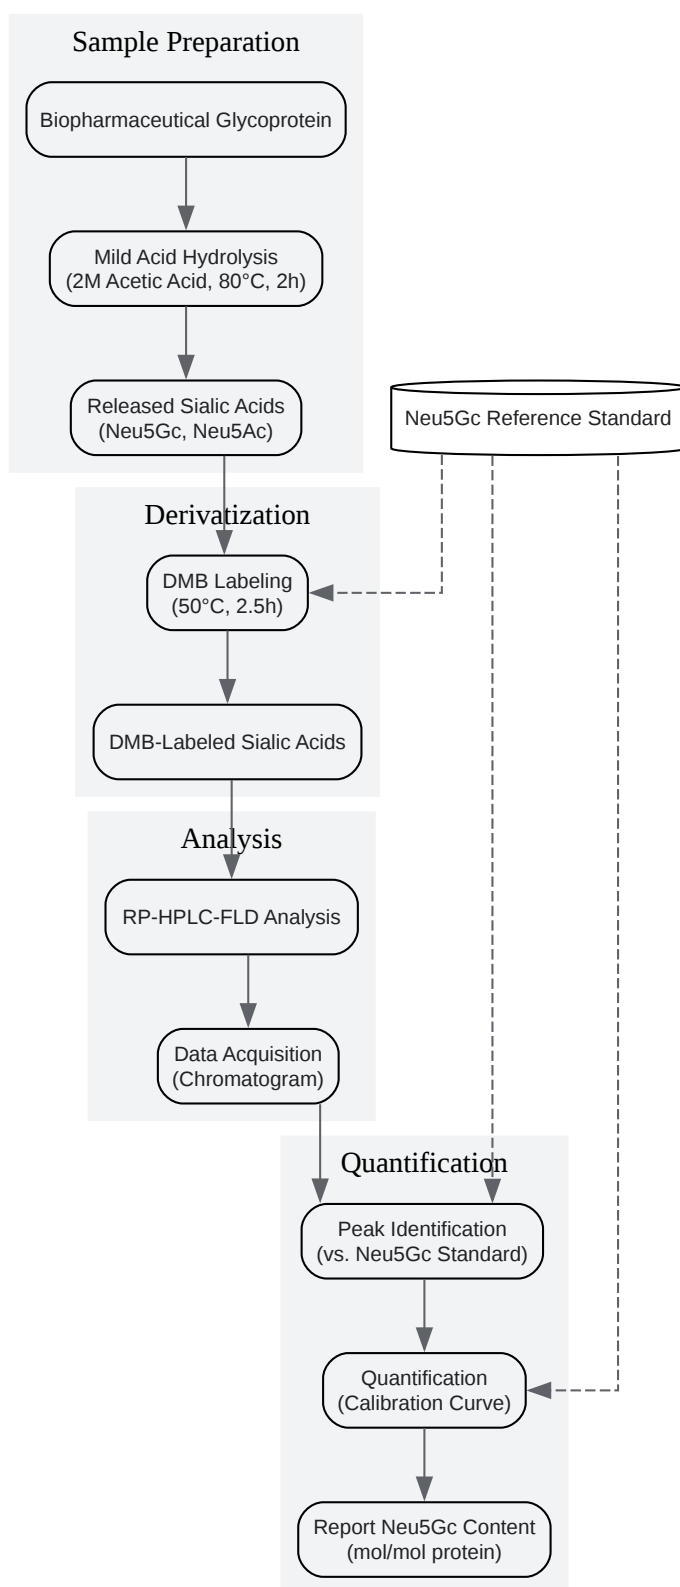 Sample Preparation
Biopharmaceutical Glycoprotein
Mild Acid Hydrolysis
(2M Acetic Acid, 80°C, 2h)
Released Sialic Acids
(Neu5Gc, Neu5Ac)
Neu5Gc Reference Standard
Derivatization
DMB Labeling
(50°C, 2.5h)
DMB-Labeled Sialic Acids
Analysis
RP-HPLC-FLD Analysis
Data Acquisition
(Chromatogram)
Quantification
Peak Identification
(vs. Neu5Gc Standard)
Quantification
(Calibration Curve)
Report Neu5Gc Content
(mol/mol protein)